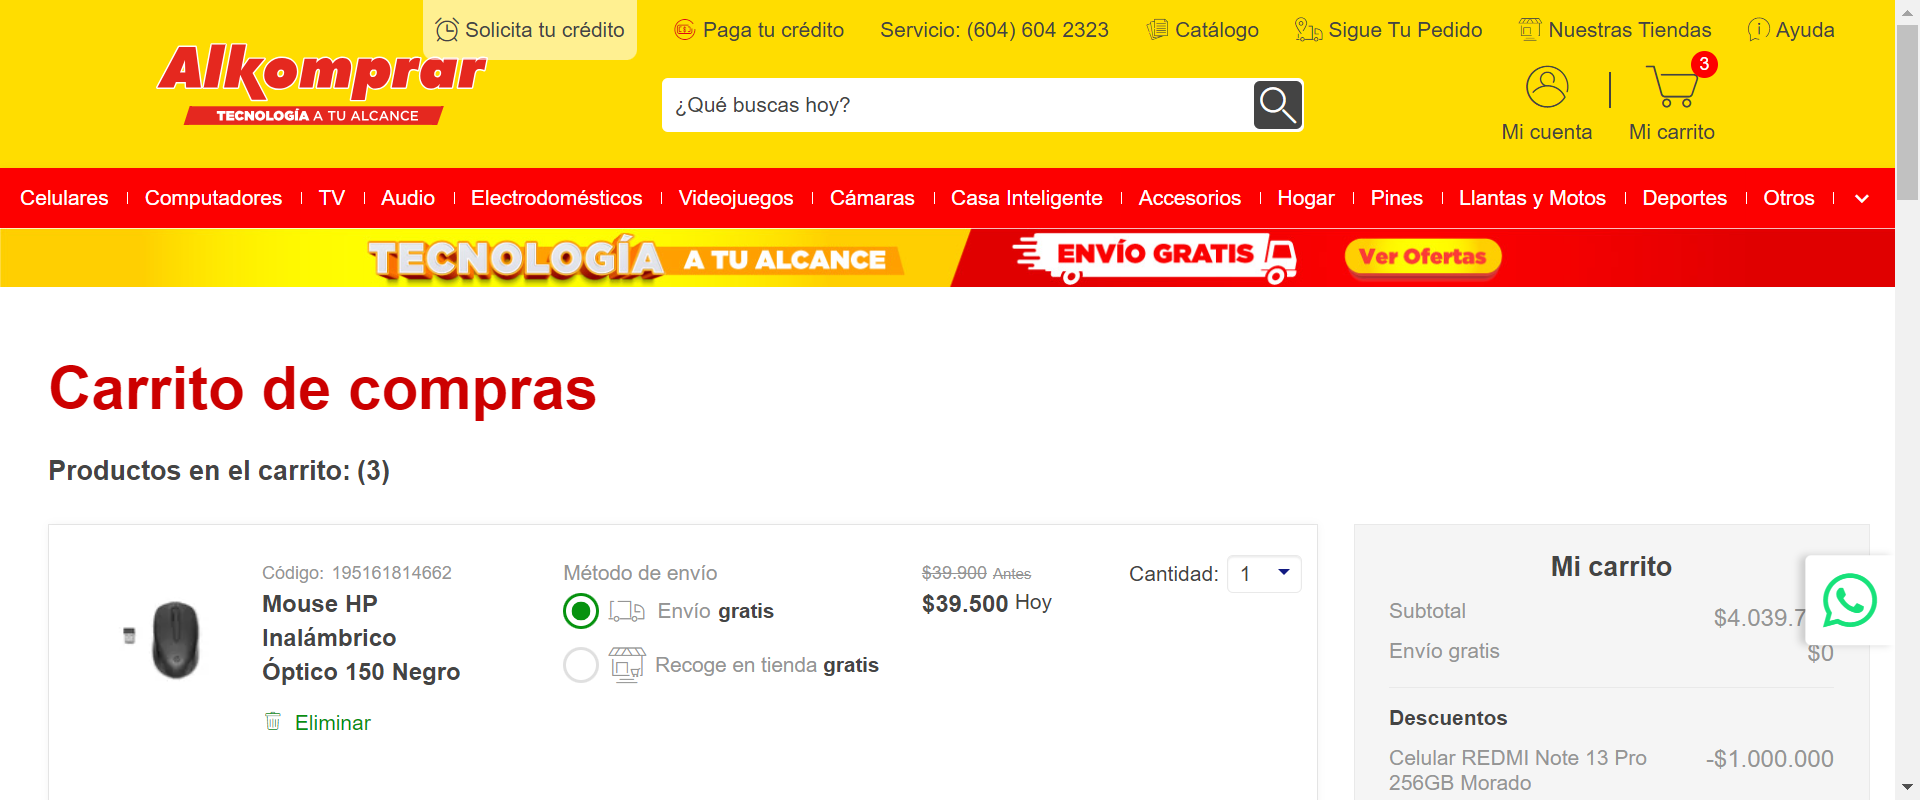 Solicita tu crédito
Paga tu crédito
Servicio: (604) 604 2323
Catálogo
Sigue Tu Pedido
Nuestras Tiendas
Ayuda
Alkomprar
TECNOLOGÍA A TU ALCANCE
¿Qué buscas hoy?
3
Mi cuenta
Mi carrito
Celulares
Computadores
TV
Audio
Electrodomésticos
Videojuegos
Cámaras
Casa Inteligente
Accesorios
Hogar
Pines
Llantas y Motos
Deportes
Otros
TECNOLOGÍA A TU ALCANCE
ENVÍO GRATIS
Ver Ofertas
Carrito de compras
Productos en el carrito: (3)
Código: 195161814662
Mouse HP
Inalámbrico
Óptico 150 Negro
Eliminar
Método de envío
Envío gratis
Recoge en tienda gratis
$39.900 Antes
$39.500 Hoy
Cantidad: 1
Mi carrito
Subtotal
$4.039.7
Envío gratis
$0
Descuentos
Celular REDMI Note 13 Pro
256GB Morado
-$1.000.000